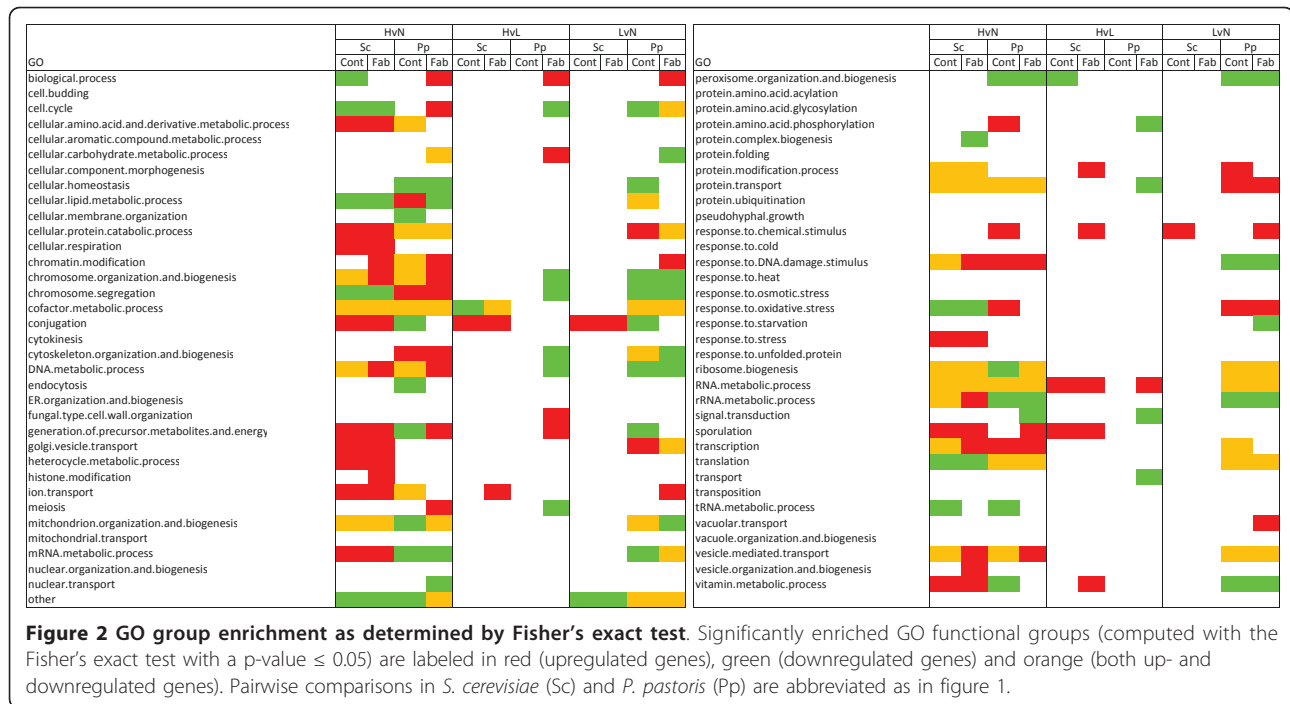 HvN HvL LvN
Sc Pp Sc Pp Sc Pp
GO Cont Fab Cont Fab Cont Fab Cont Fab Cont Fab Cont Fab
biological.process
cell.budding
cell.cycle
cellular.amino.acid.and.derivative.metabolic.process
cellular.aromatic.compound.metabolic.process
cellular.carbohydrate.metabolic.process
cellular.component.morphogenesis
cellular.homeostasis
cellular.lipid.metabolic.process
cellular.membrane.organization
cellular.protein.catabolic.process
cellular.respiration
chromatin.modification
chromosome.organization.and.biogenesis
chromosome.segregation
cofactor.metabolic.process
conjugation
cytokinesis
cytoskeleton.organization.and.biogenesis
DNA.metabolic.process
endocytosis
ER.organization.and.biogenesis
fungal.type.cell.wall.organization
generation.of.precursor.metabolites.and.energy
golgi.vesicle.transport
heterocycle.metabolic.process
histone.modification
ion.transport
meiosis
mitchondrion.organization.and.biogenesis
mitochondrial.transport
mRNA.metabolic.process
nuclear.organization.and.biogenesis
nuclear.transport
other
HvN HvL LvN
Sc Pp Sc Pp Sc Pp
GO Cont Fab Cont Fab Cont Fab Cont Fab Cont Fab Cont Fab
peroxisome.organization.and.biogenesis
protein.amino.acid.acylation
protein.amino.acid.glycosylation
protein.amino.acid.phosphorylation
protein.complex.biogenesis
protein.folding
protein.modification.process
protein.transport
protein.ubiquitination
pseudohyphal.growth
response.to.chemical.stimulus
response.to.cold
response.to.DNA.damage.stimulus
response.to.heat
response.to.osmotic.stress
response.to.oxidative.stress
response.to.starvation
response.to.stress
response.to.unfolded.protein
ribosome.biogenesis
RNA.metabolic.process
rRNA.metabolic.process
signal.transduction
sporulation
transcription
translation
transport
transposition
tRNA.metabolic.process
vacuolar.transport
vacuole.organization.and.biogenesis
vesicle.mediated.transport
vesicle.organization.and.biogenesis
vitamin.metabolic.process
Figure 2 GO group enrichment as determined by Fisher's exact test. Significantly enriched GO functional groups (computed with the
Fisher's exact test with a p-value ≤ 0.05) are labeled in red (upregulated genes), green (downregulated genes) and orange (both up- and
downregulated genes). Pairwise comparisons in S. cerevisiae (Sc) and P. pastoris (Pp) are abbreviated as in figure 1.